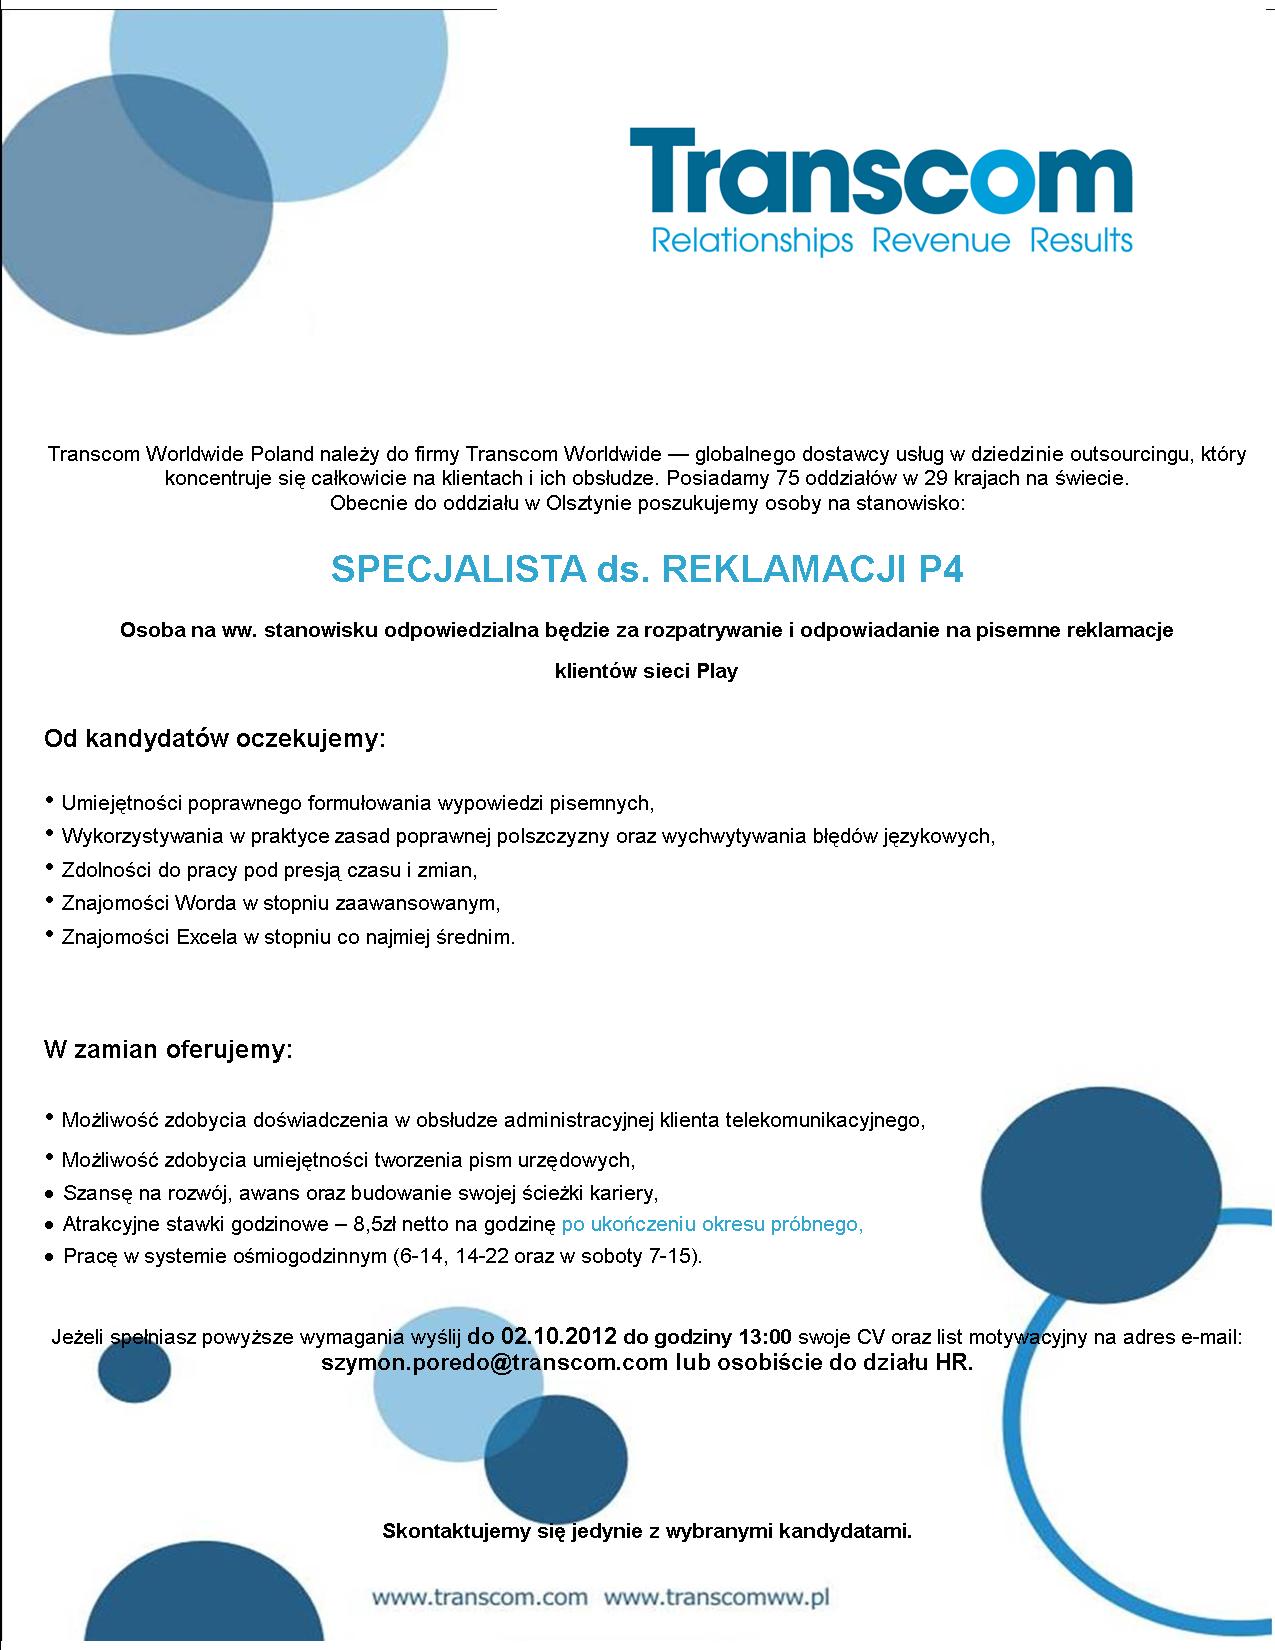 Transcom
Relationships Revenue Results
Transcom Worldwide Poland należy do firmy Transcom Worldwide — globalnego dostawcy usług w dziedzinie outsourcingu, który
koncentruje się całkowicie na klientach i ich obsłudze. Posiadamy 75 oddziałów w 29 krajach na świecie.
Obecnie do oddziału w Olsztynie poszukujemy osoby na stanowisko:
SPECJALISTA ds. REKLAMACJI P4
Osoba na ww. stanowisku odpowiedzialna będzie za rozpatrywanie i odpowiadanie na pisemne reklamacje
klientów sieci Play
Od kandydatów oczekujemy:
• Umiejętności poprawnego formułowania wypowiedzi pisemnych,
• Wykorzystywania w praktyce zasad poprawnej polszczyzny oraz wychwytywania błędów językowych,
• Zdolności do pracy pod presją czasu i zmian,
• Znajomości Worda w stopniu zaawansowanym,
• Znajomości Excela w stopniu co najmiej średnim.
W zamian oferujemy:
• Możliwość zdobycia doświadczenia w obsłudze administracyjnej klienta telekomunikacyjnego,
• Możliwość zdobycia umiejętności tworzenia pism urzędowych,
• Szansę na rozwój, awans oraz budowanie swojej ścieżki kariery,
• Atrakcyjne stawki godzinowe – 8,5zł netto na godzinę po ukończeniu okresu próbnego,
• Pracę w systemie ośmiogodzinnym (6-14, 14-22 oraz w soboty 7-15).
Jeżeli spełniasz powyższe wymagania wyślij do 02.10.2012 do godziny 13:00 swoje CV oraz list motywacyjny na adres e-mail:
szymon.poredo@transcom.com lub osobiście do działu HR.
Skontaktujemy się jedynie z wybranymi kandydatami.
www.transcom.com www.transcomww.pl